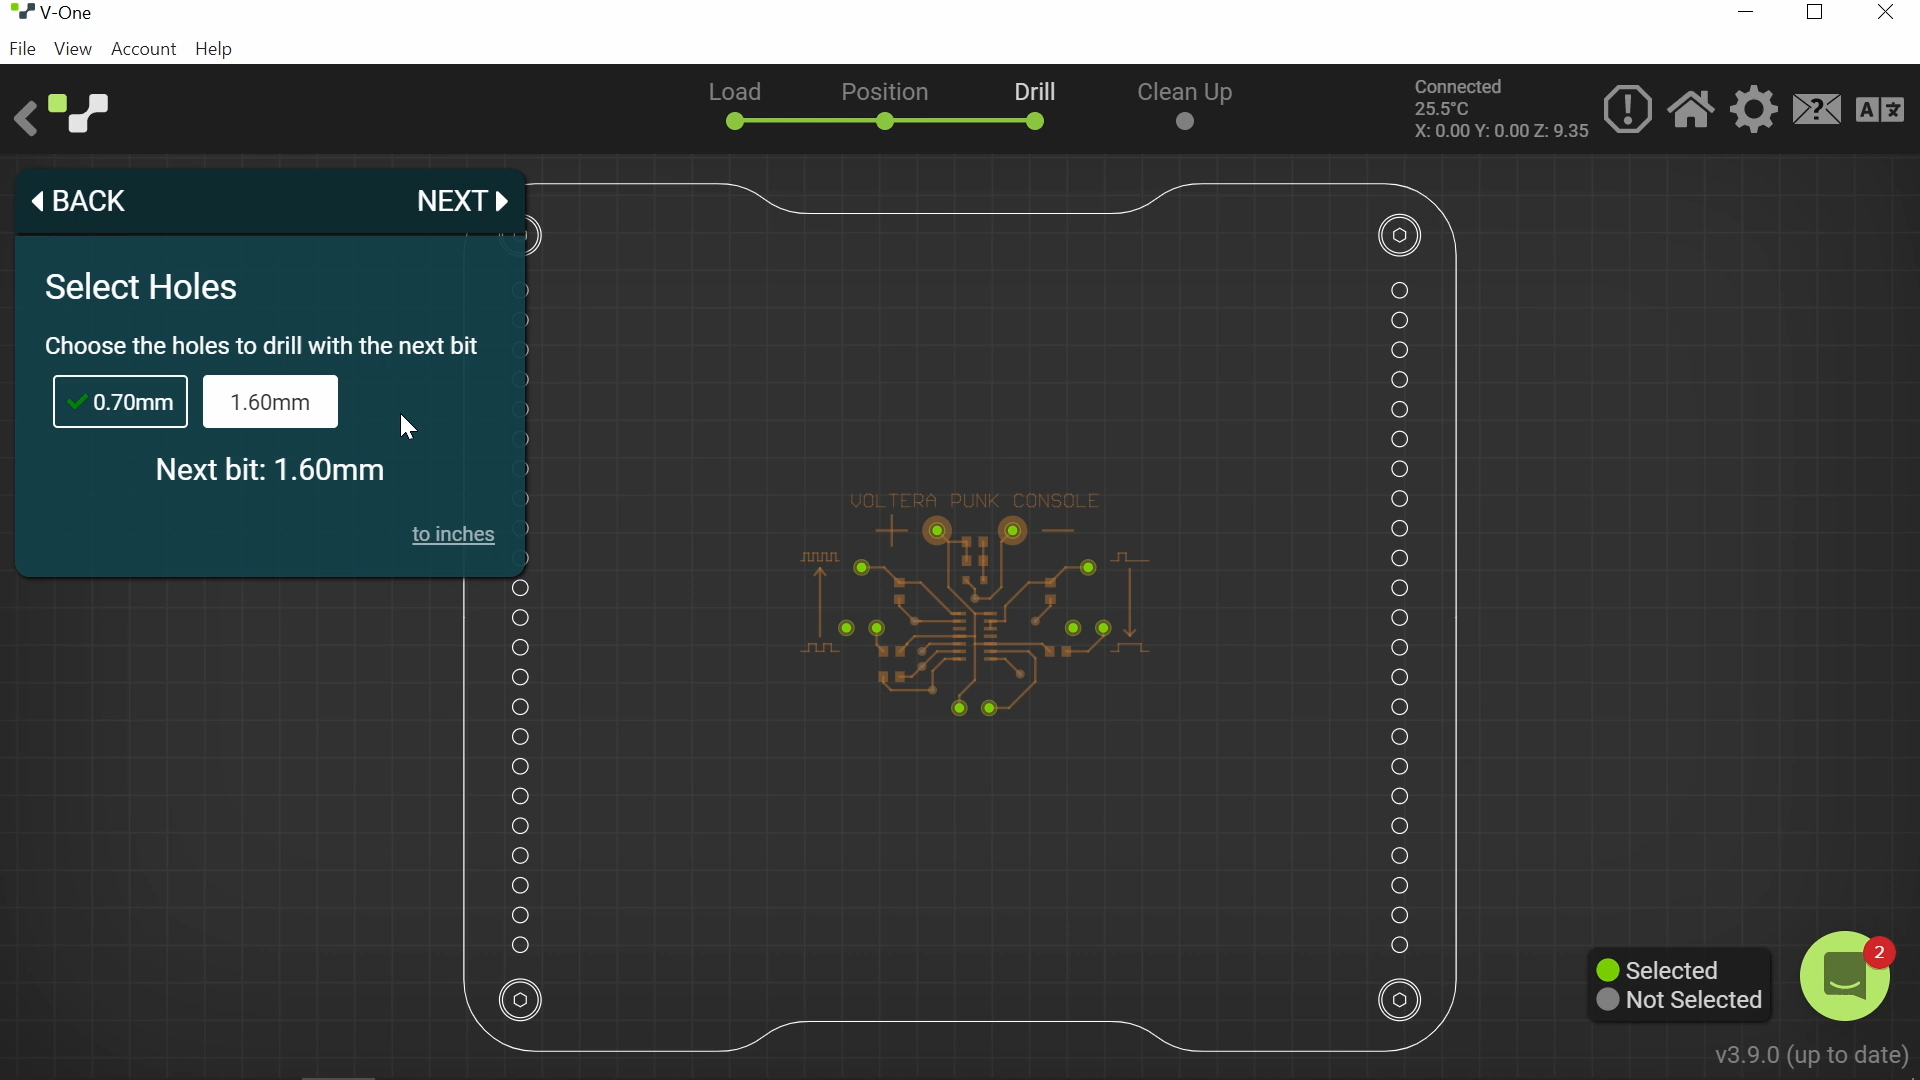 V-One
File View Account Help
Load Position Drill Clean Up
Connected
25.5°C
X: 0.00 Y: 0.00 Z: 9.35
BACK NEXT
Select Holes
Choose the holes to drill with the next bit
0.70mm 1.60mm
Next bit: 1.60mm
to inches
VOLTERA PUNK CONSOLE
Selected
Not Selected
2
v3.9.0 (up to date)